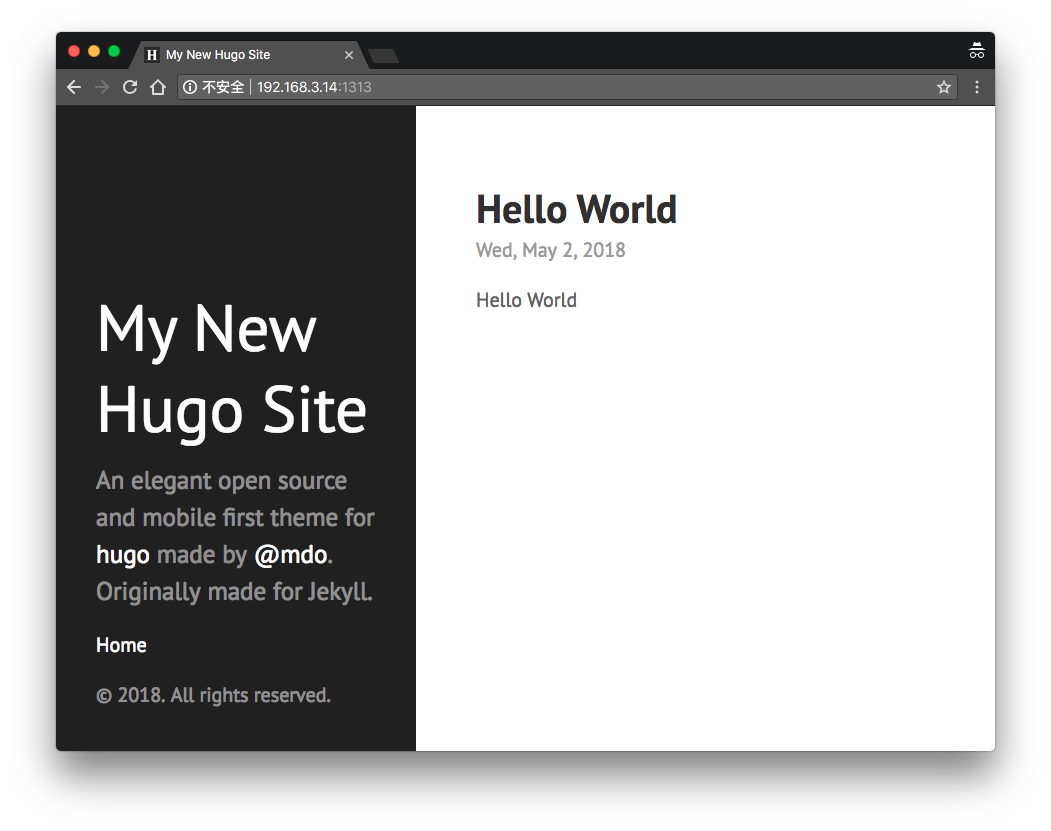 H My New Hugo Site
不安全 192.168.3.14:1313
My New
Hugo Site
An elegant open source
and mobile first theme for
hugo made by @mdo.
Originally made for Jekyll.
Home
© 2018. All rights reserved.
Hello World
Wed, May 2, 2018
Hello World